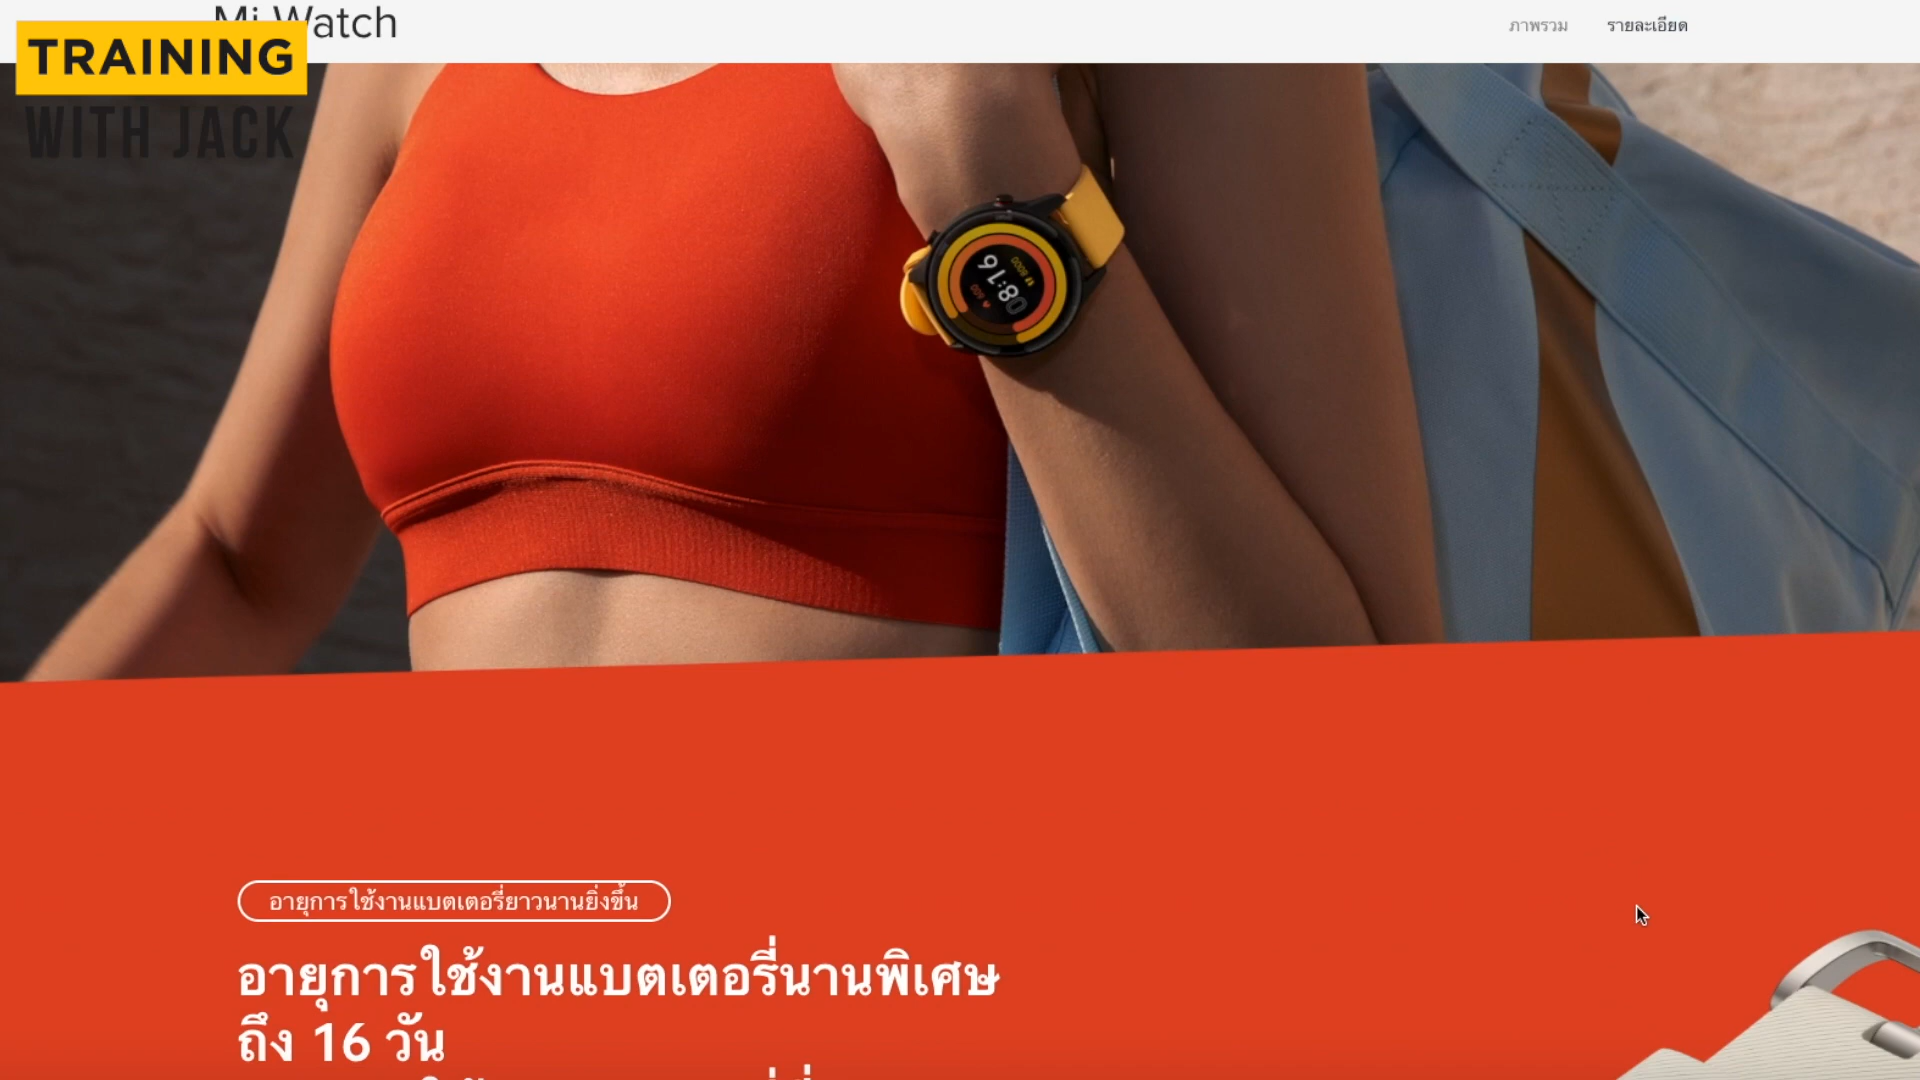 Mi Watch
ภาพรวม
รายละเอียด
TRAINING
WITH JACK
08:16
8000
600
อายุการใช้งานแบตเตอรี่ยาวนานยิ่งขึ้น
อายุการใช้งานแบตเตอรี่นานพิเศษ
ถึง 16 วัน